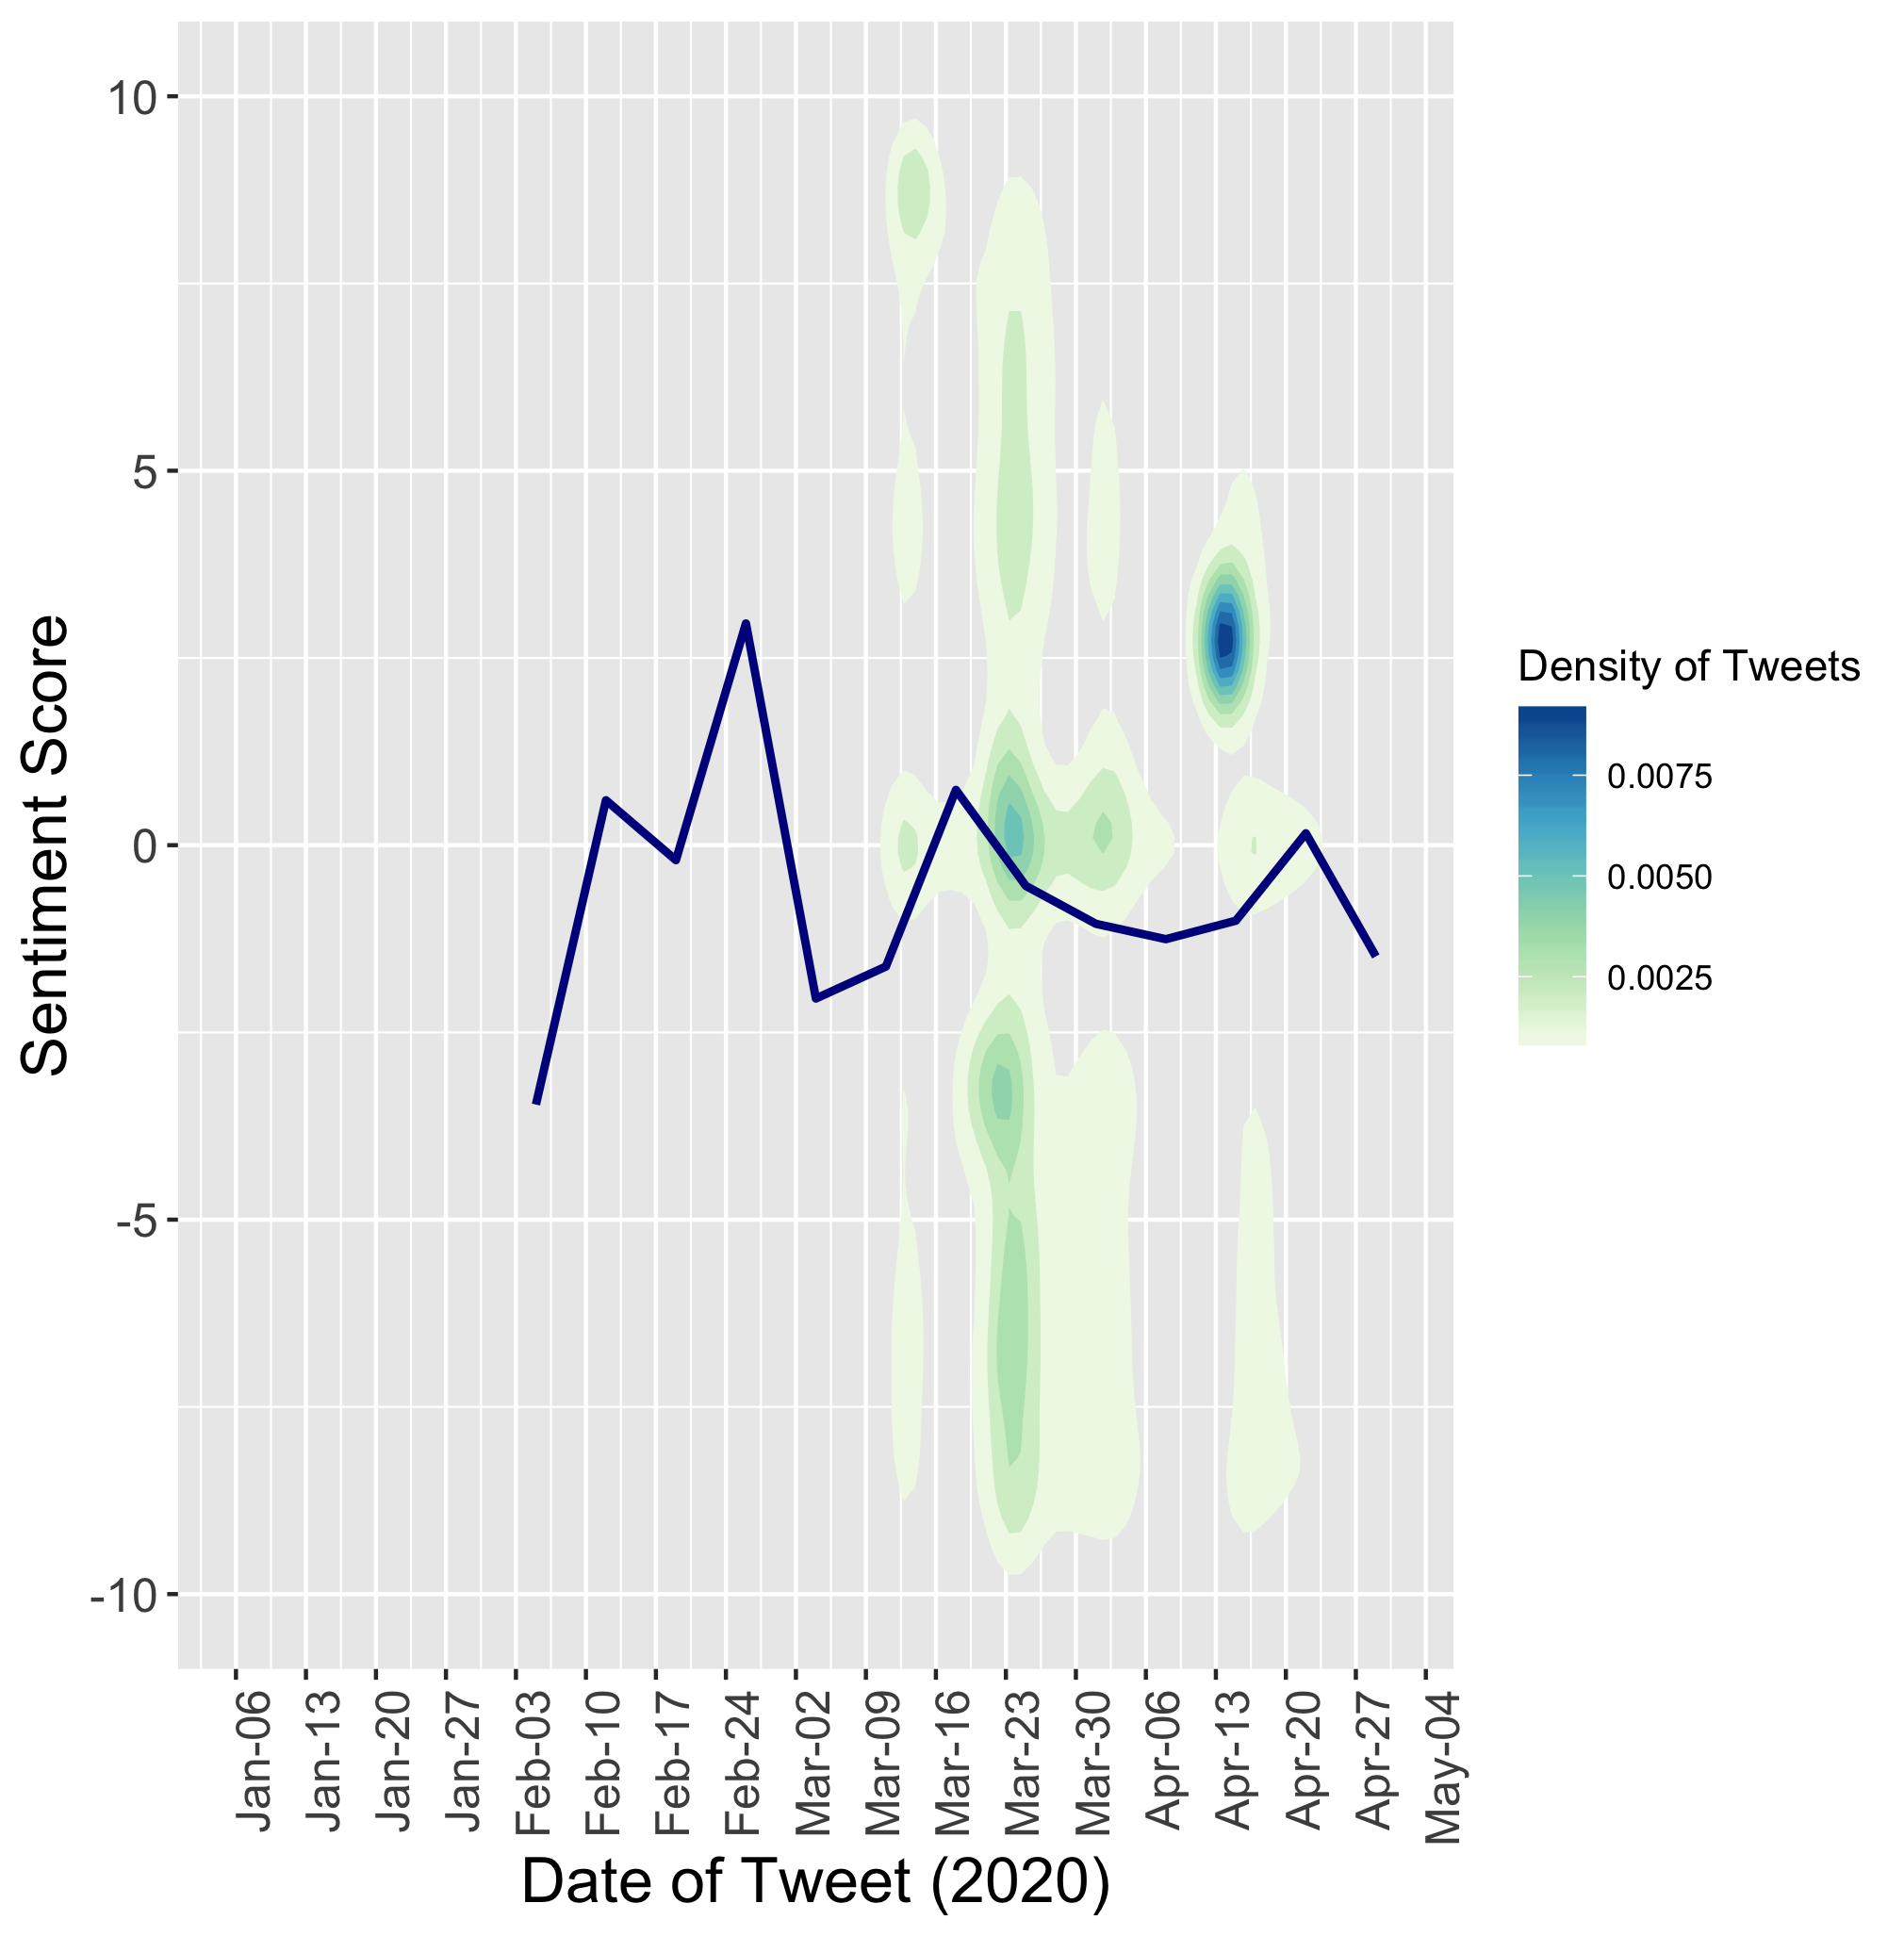 Sentiment Score
10
5
0
-5
-10
Jan-06
Jan-13
Jan-20
Jan-27
Feb-03
Feb-10
Feb-17
Feb-24
Mar-02
Mar-09
Mar-16
Mar-23
Mar-30
Apr-06
Apr-13
Apr-20
Apr-27
May-04
Date of Tweet (2020)
Density of Tweets
0.0075
0.0050
0.0025